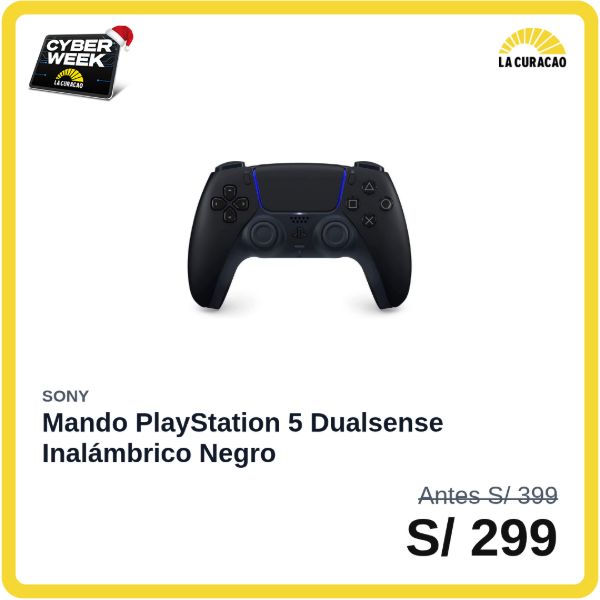 CYBER
WEEK
LA CURACAO
LA CURACAO
SONY
Mando PlayStation 5 Dualsense
Inalámbrico Negro
Antes S/ 399
S/ 299